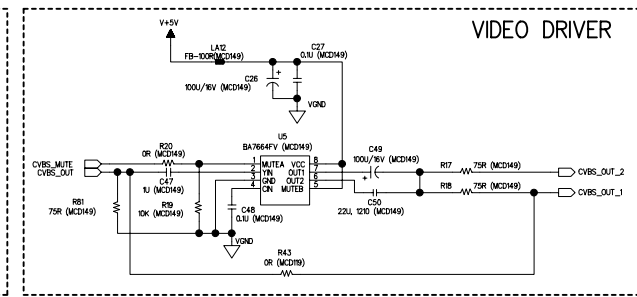 VIDEO DRIVER
V+5V
LA12
FB-100R(MCD149)
C27
0.1U (MCD149)
C26
100U/16V (MCD149)
+
VGND
U5
BA7664FV (MCD149)
R20
0R (MCD149)
CVBS_MUTE
CVBS_OUT
C47
1U (MCD149)
1 MUTEA VCC 8
2 YIN OUT1 7
3 GND OUT2 6
4 CIN MUTEB 5
C49
100U/16V (MCD149)
+
R17 75R (MCD149)
CVBS_OUT_2
R18 75R (MCD149)
CVBS_OUT_1
C50
22U, 1210 (MCD149)
R81
75R (MCD149)
R19
10K (MCD149)
C48
0.1U (MCD149)
VGND
R43
0R (MCD119)